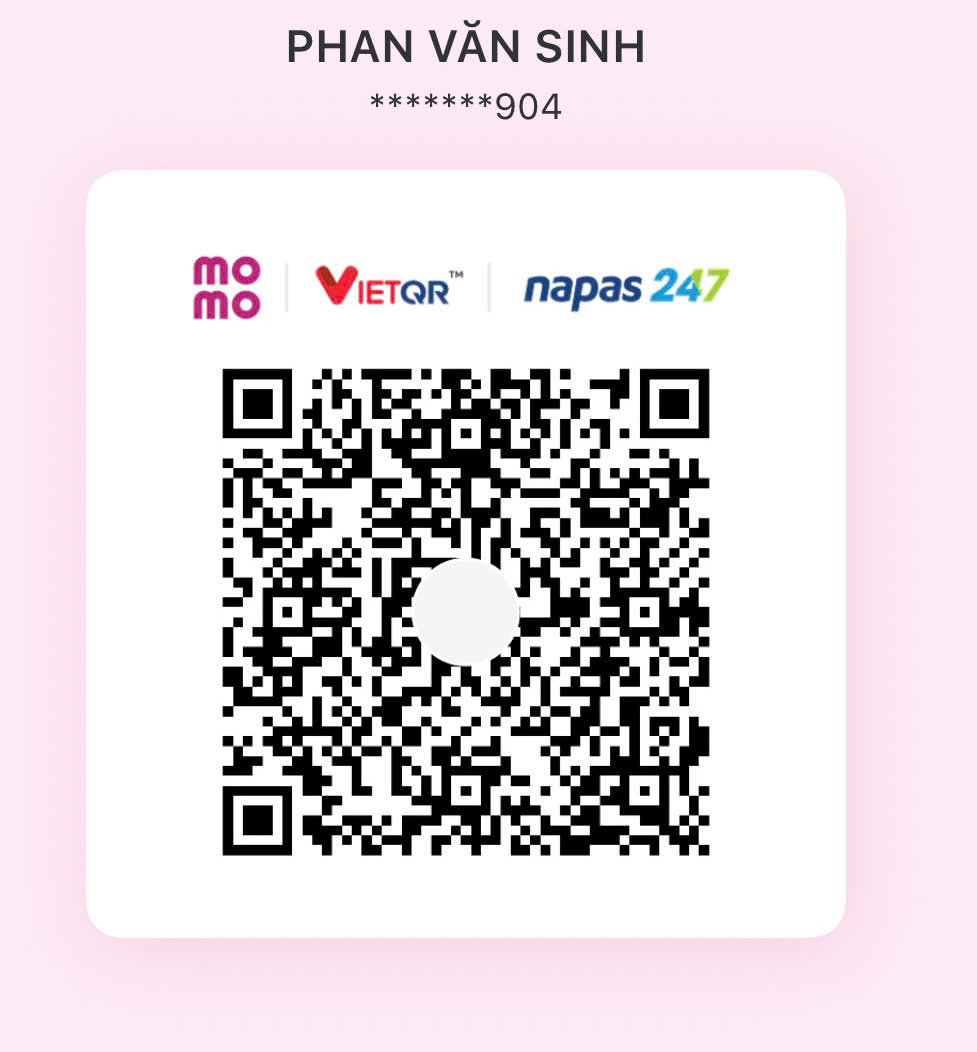 PHAN VĂN SINH
*******904
momo | VIETQR™ | napas 247